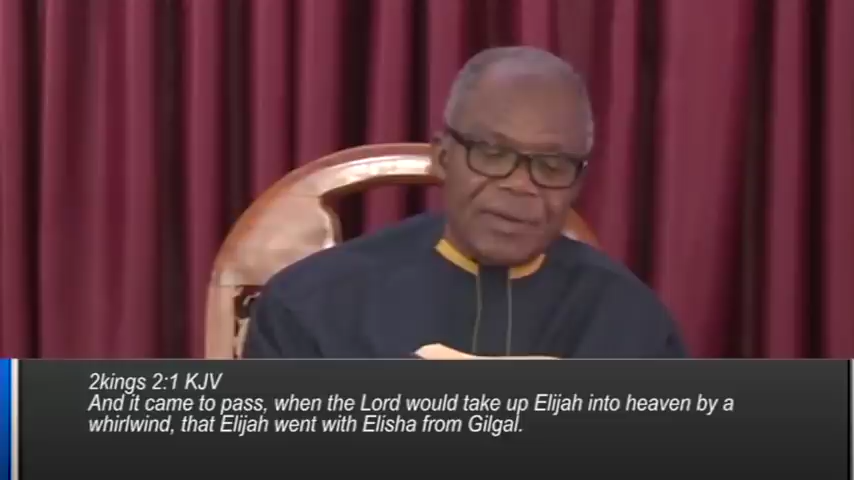 2kings 2:1 KJV
And it came to pass, when the Lord would take up Elijah into heaven by a
whirlwind, that Elijah went with Elisha from Gilgal.